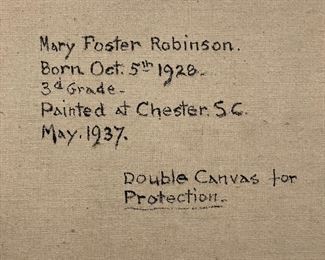 Mary Foster Robinson.
Born Oct. 5th 1928.
3d Grade.
Painted at Chester. S.C.
May. 1937.
Double Canvas for
Protection.